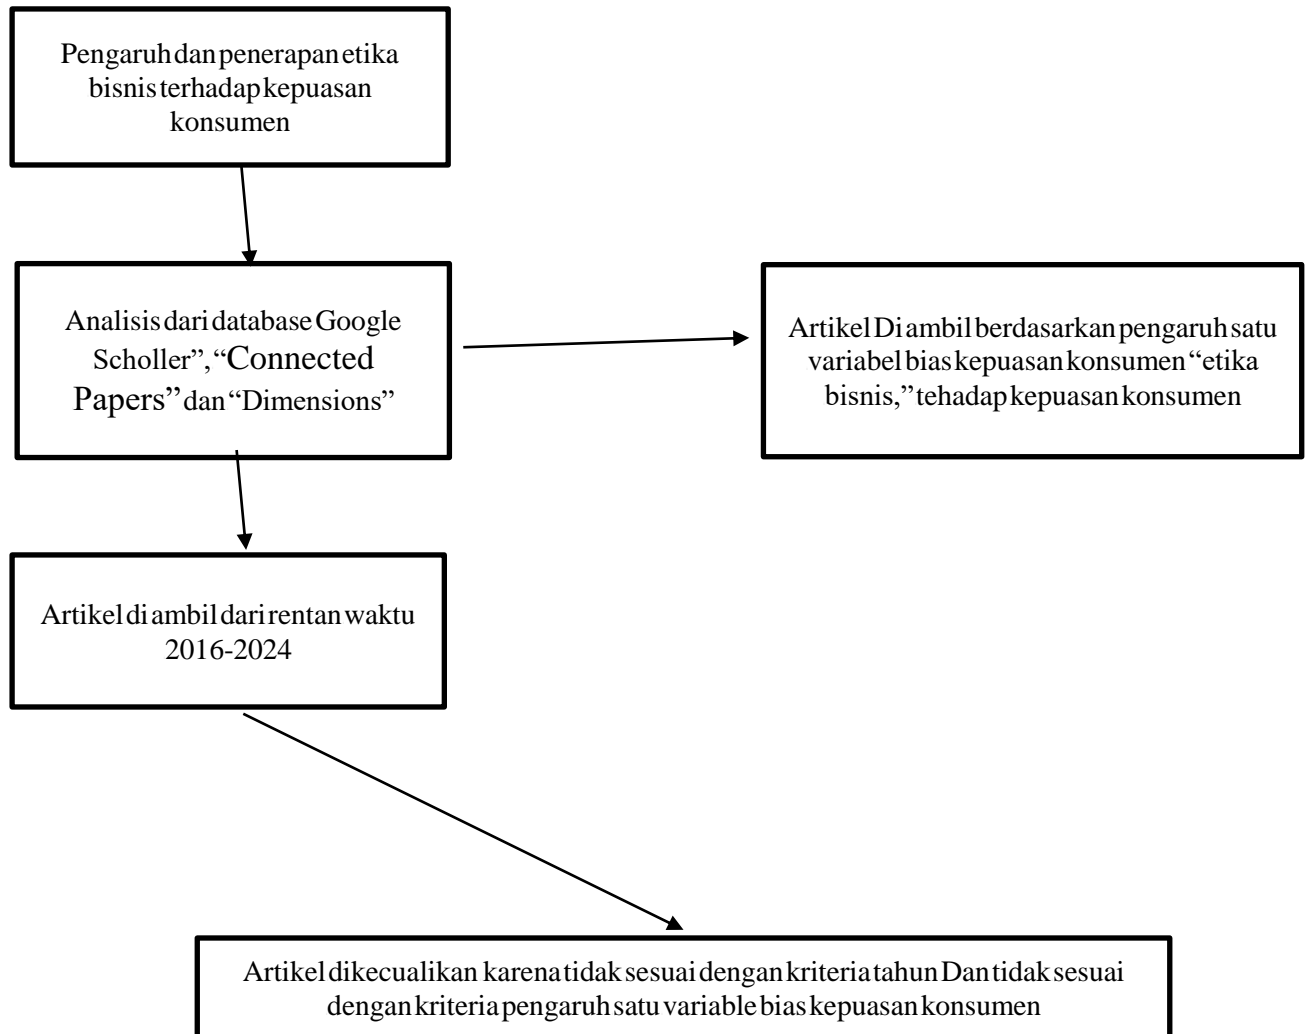 Pengaruh dan penerapan etika
bisnis terhadap kepuasan
konsumen
Analisis dari database Google
Scholler”, “Connected
Papers” dan “Dimensions”
Artikel Di ambil berdasarkan pengaruh satu
variabel bias kepuasan konsumen “etika
bisnis,” tehadap kepuasan konsumen
Artikel di ambil dari rentan waktu
2016-2024
Artikel dikecualikan karena tidak sesuai dengan kriteria tahun Dan tidak sesuai
dengan kriteria pengaruh satu variable bias kepuasan konsumen